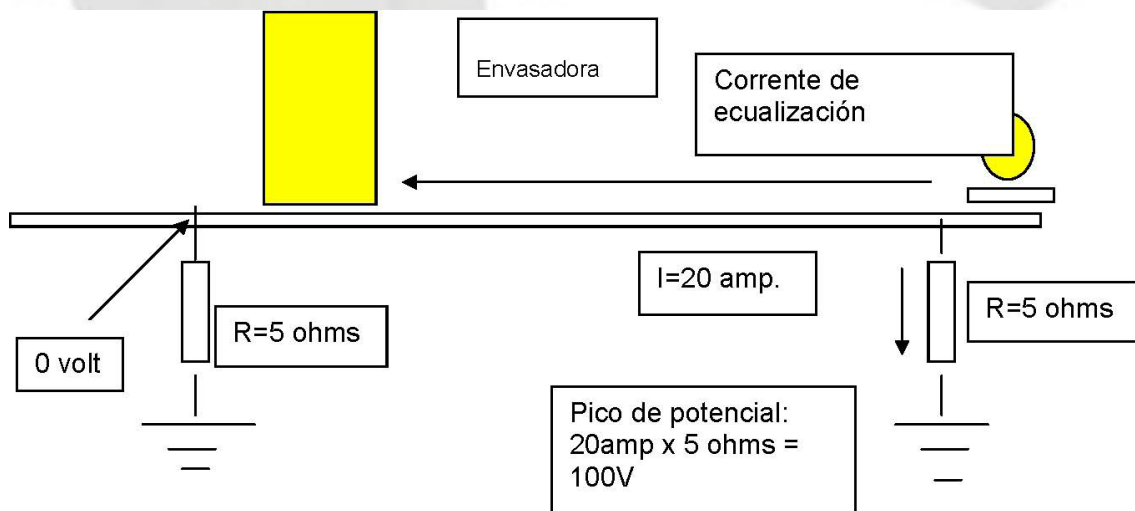 Envasadora
Corrente de
ecualización
I=20 amp.
R=5 ohms
R=5 ohms
0 volt
Pico de potencial:
20amp x 5 ohms =
100V